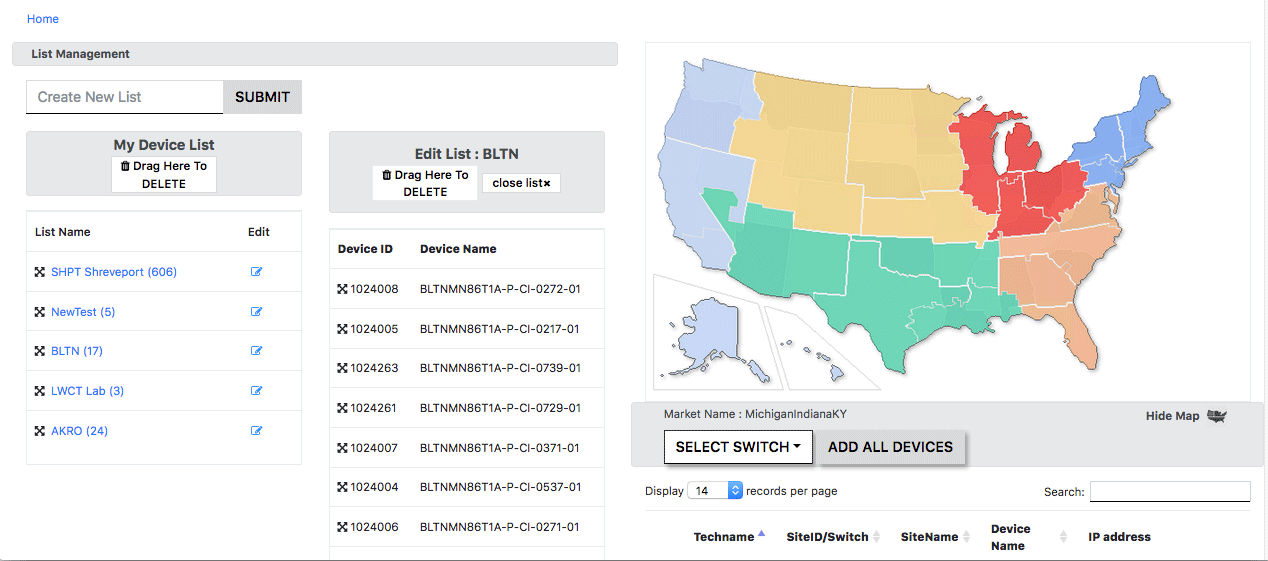 Home
List Management
Create New List
SUBMIT
My Device List
Drag Here To
DELETE
List Name Edit
SHPT Shreveport (606)
NewTest (5)
BLTN (17)
LWCT Lab (3)
AKRO (24)
Edit List : BLTN
Drag Here To
DELETE
close list×
Device ID Device Name
1024008 BLTNMN86T1A-P-CI-0272-01
1024005 BLTNMN86T1A-P-CI-0217-01
1024263 BLTNMN86T1A-P-CI-0739-01
1024261 BLTNMN86T1A-P-CI-0729-01
1024007 BLTNMN86T1A-P-CI-0371-01
1024004 BLTNMN86T1A-P-CI-0537-01
1024006 BLTNMN86T1A-P-CI-0271-01
Market Name : MichiganIndianaKY
Hide Map
SELECT SWITCH
ADD ALL DEVICES
Display 14 records per page
Search:
Techname SiteID/Switch SiteName Device Name IP address